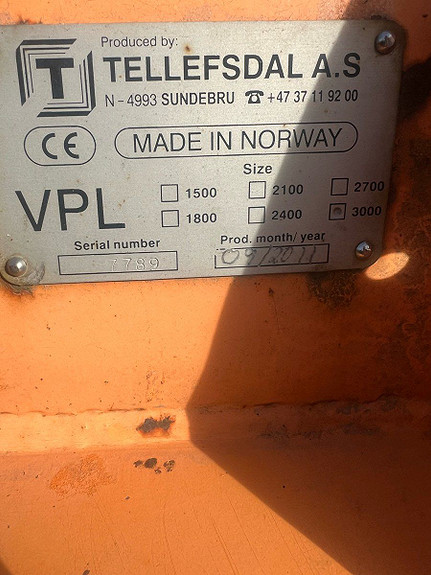 T
Produced by:
TELLEFSDAL A.S
N-4993 SUNDEBRU ☎ +47 37 11 92 00
CE MADE IN NORWAY
Size
VPL
1500 2100 2700
1800 2400 3000
Serial number Prod. month/year
7789 09/2011